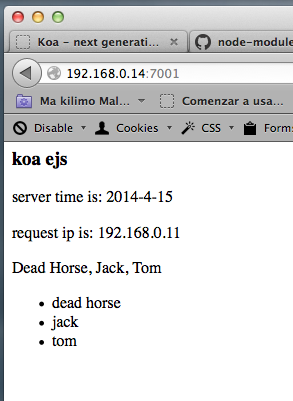 Koa - next generati...
node-module
192.168.0.14:7001
Ma kilimo Mal...
Comenzar a usa...
Disable
Cookies
CSS
Forms
koa ejs
server time is: 2014-4-15
request ip is: 192.168.0.11
Dead Horse, Jack, Tom
dead horse
jack
tom